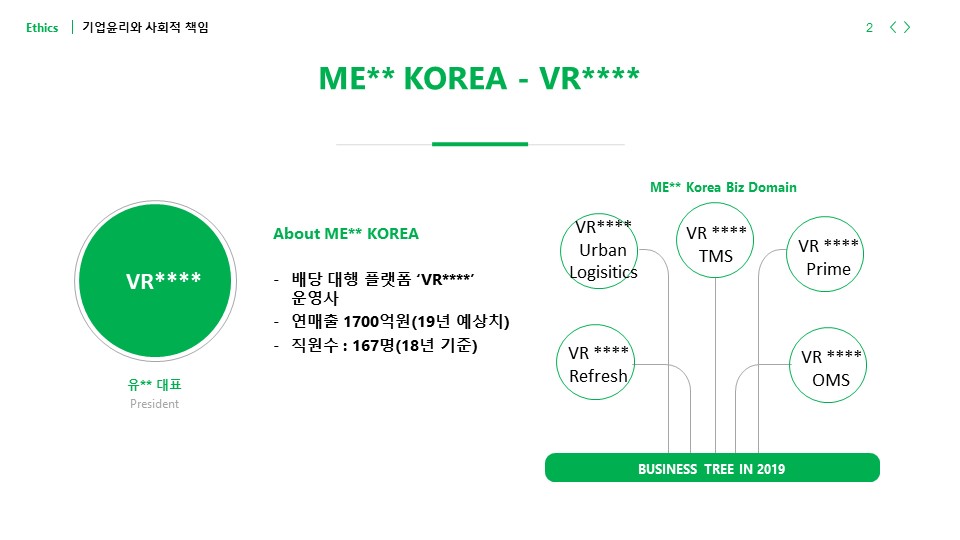 Ethics 기업윤리와 사회적 책임
2
ME** KOREA - VR****
VR****
유** 대표
President
About ME** KOREA
- 배당 대행 플랫폼 ‘VR****’
운영사
- 연매출 1700억원(19년 예상치)
- 직원수 : 167명(18년 기준)
ME** Korea Biz Domain
VR****
Urban
Logisitics
VR ****
TMS
VR ****
Prime
VR ****
Refresh
VR ****
OMS
BUSINESS TREE IN 2019